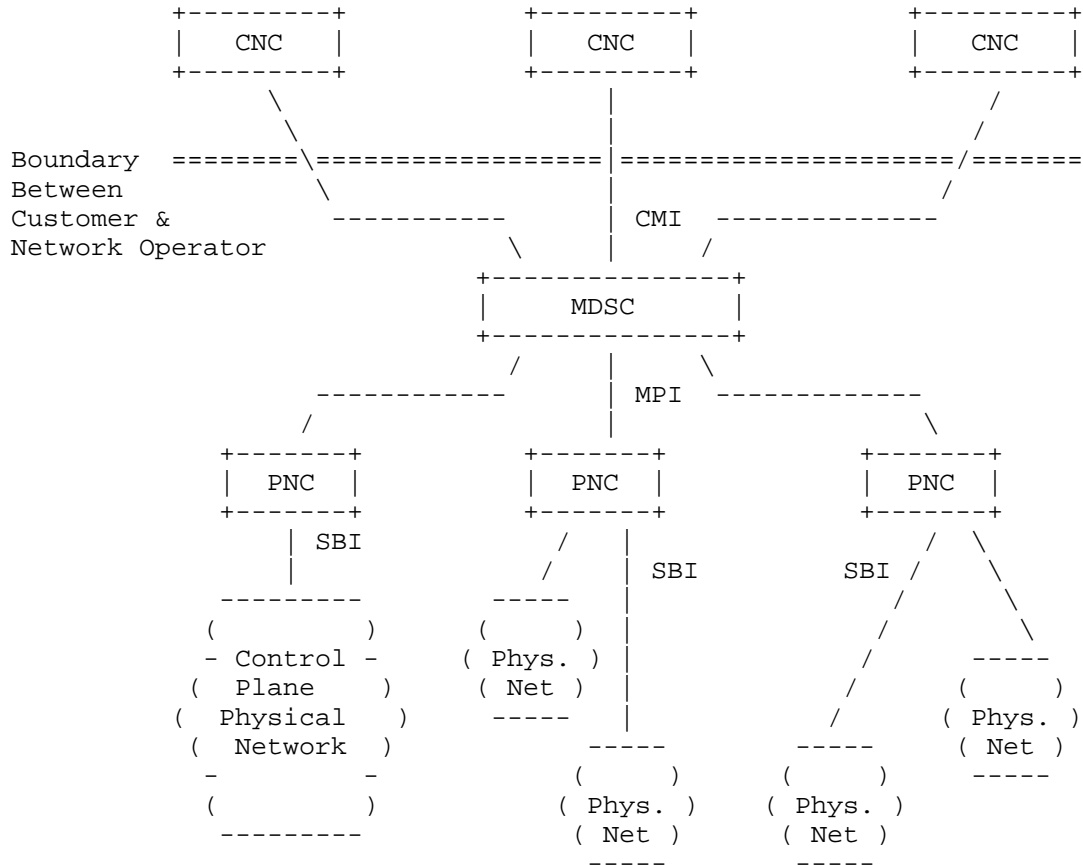 CNC CNC CNC
Boundary
Between
Customer & CMI
Network Operator
MDSC
MPI
PNC PNC PNC
SBI
SBI SBI
Control Phys.
Plane Net Phys.
Physical Net
Network
Phys. Phys.
Net Net